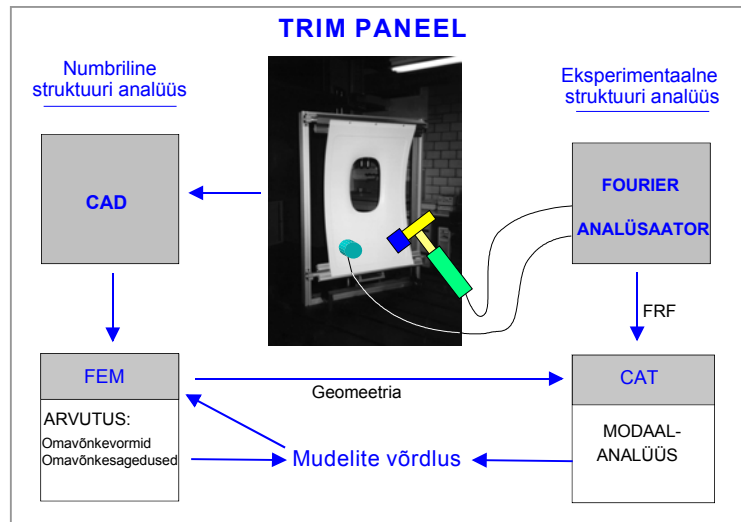 TRIM PANEEL
Numbriline
struktuuri analüüs
Eksperimentaalne
struktuuri analüüs
CAD
FOURIER
ANALÜSAATOR
FRF
FEM
Geomeetria
CAT
ARVUTUS:
Omavõnkevormid
Omavõnkesagedused
Mudelite võrdlus
MODAAL-
ANALÜÜS